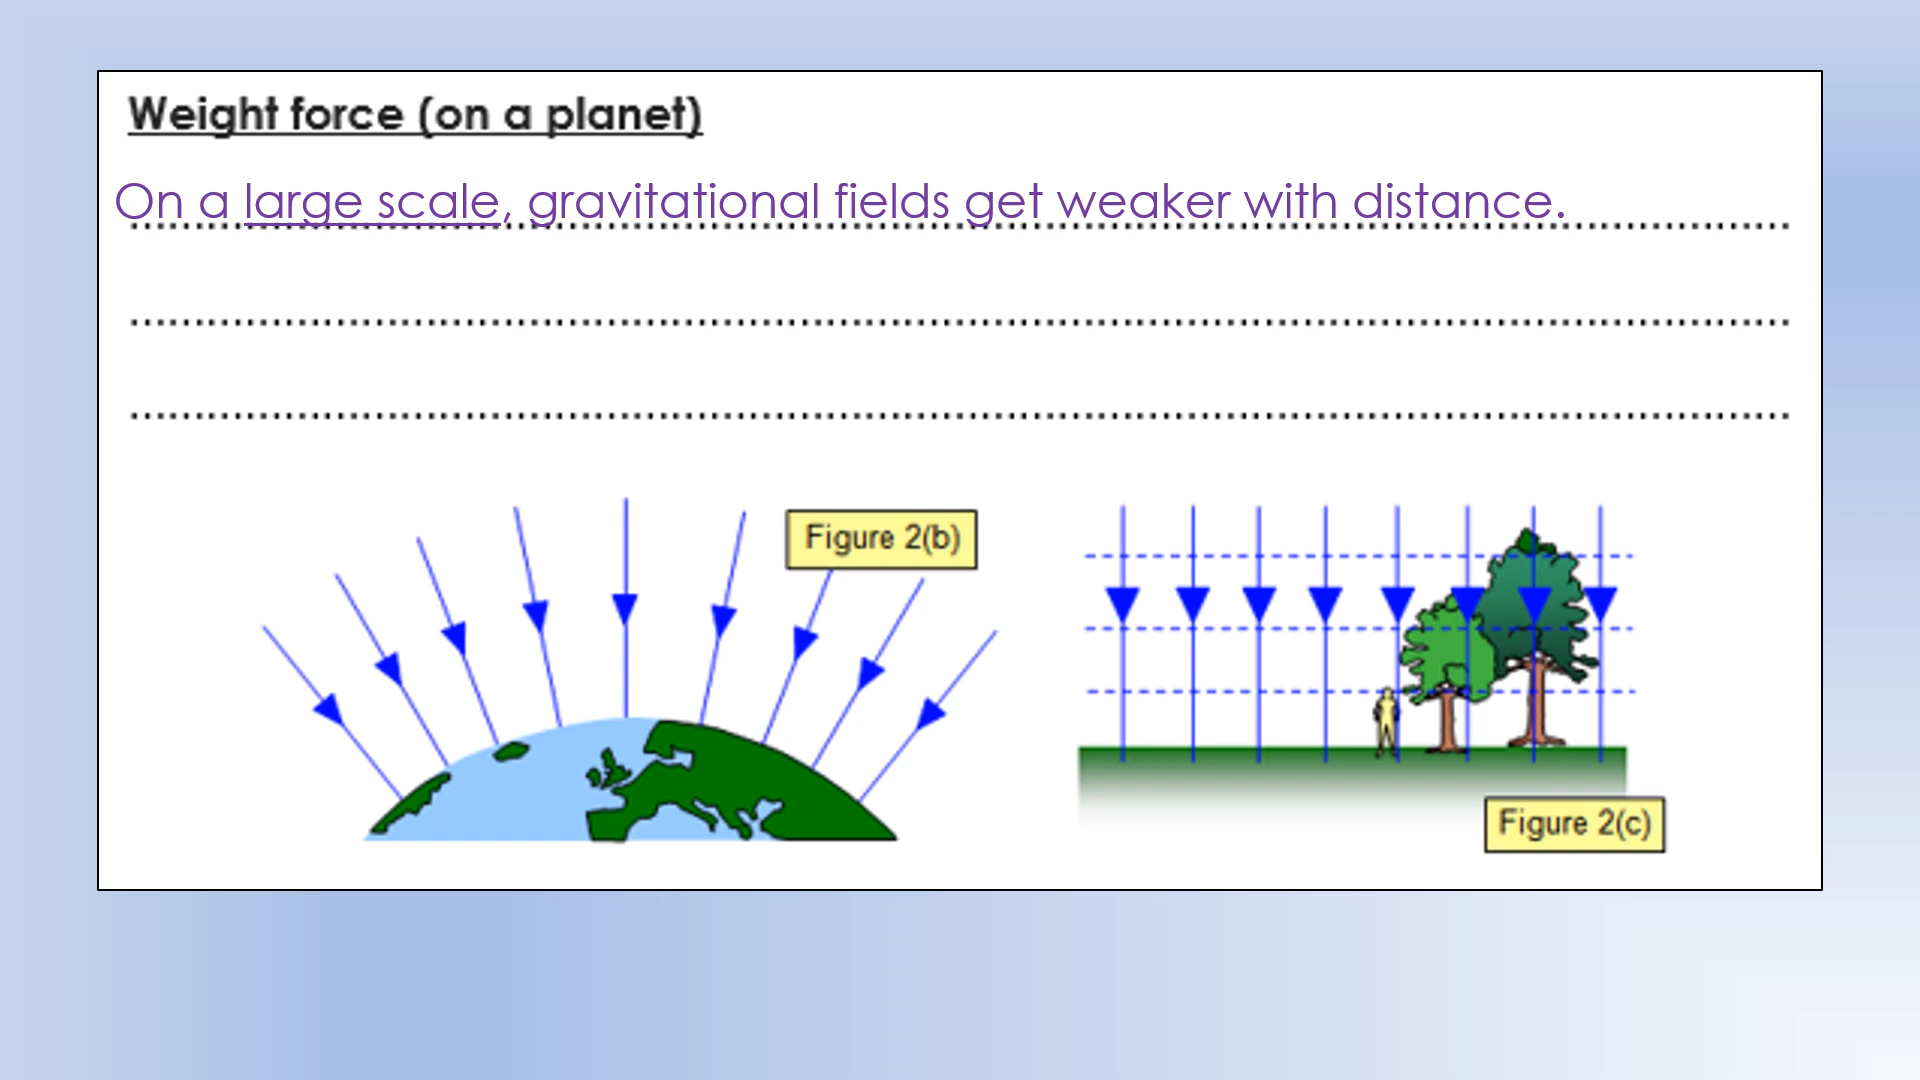 Weight force (on a planet)
On a large scale, gravitational fields get weaker with distance.
Figure 2(b)
Figure 2(c)